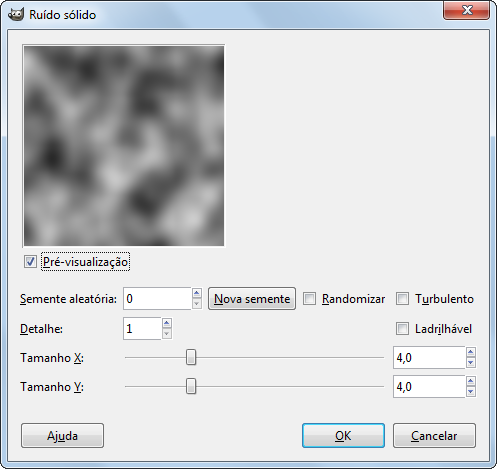 Ruído sólido
Pré-visualização
Semente aleatória: 0 Nova semente Randomizar Turbulento
Detalhe: 1 Ladrilhável
Tamanho X: 4,0
Tamanho Y: 4,0
Ajuda OK Cancelar